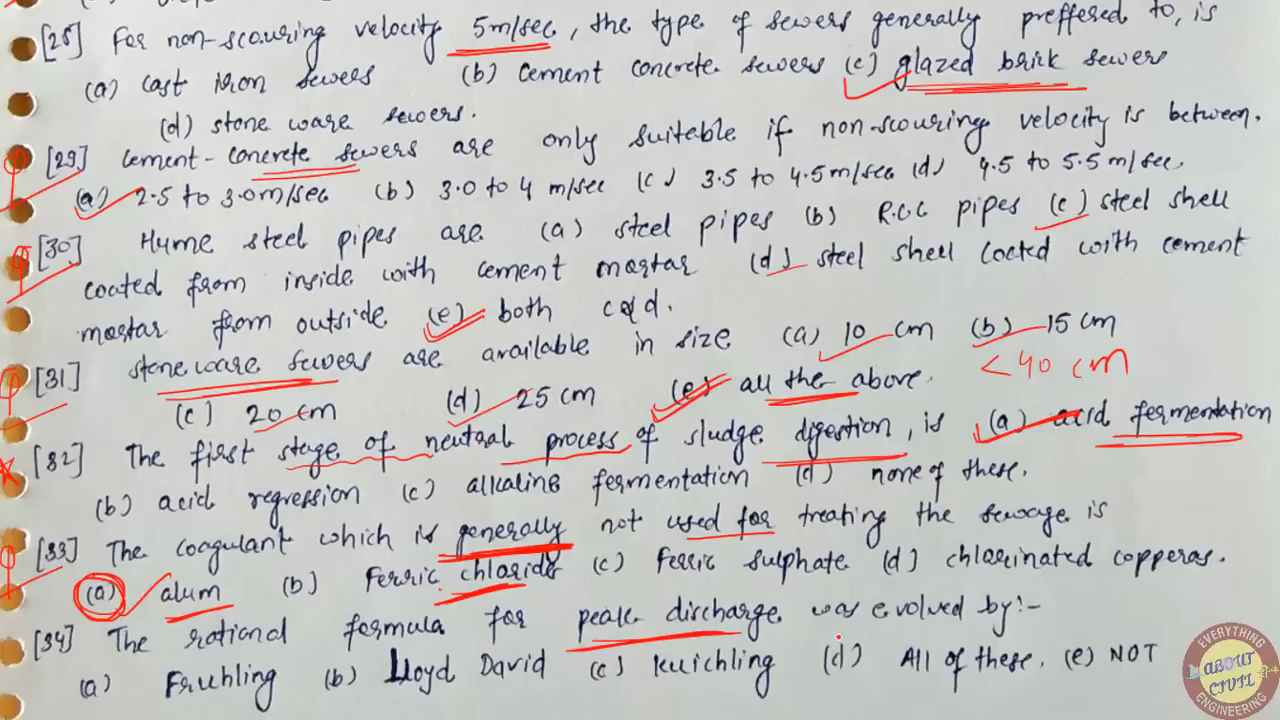 [25] For non-scouring velocity 5m/sec, the type of sewers generally preffered to, is
(a) cast iron sewers (b) cement concrete sewers (c) glazed brick sewers
(d) stone ware sewers.
[29] cement-concrete sewers are only suitable if non-scouring velocity is between.
(a) 2.5 to 3.0m/sec (b) 3.0 to 4 m/sec (c) 3.5 to 4.5m/sec (d) 4.5 to 5.5m/sec.
[30] Hyme steel pipes are (a) steel pipes (b) R.C.C pipes (c) steel shell
coated from inside with cement mortar (d) steel shell coated with cement
mortar from outside (e) both c&d.
[31] stoneware sewers are available in size (a) 10 cm (b) 15cm
<40 cm
(c) 20 cm (d) 25 cm (e) all the above.
[32] The first stage of neutral process of sludge digestion, is (a) acid fermentation
(b) acid regression (c) alkaline fermentation (d) none of these.
[33] The coagulant which is generally not used for treating the sewage is
(a) alum (b) Ferric chloride (c) ferric sulphate (d) chlorinated copperas.
[34] The rational formula for peak discharge was evolved by:-
(a) Fruhling (b) Lloyd David (c) Kuichling (d) All of these. (e) NOT
EVERYTHING
ABOUT
CIVIL
ENGINEERING